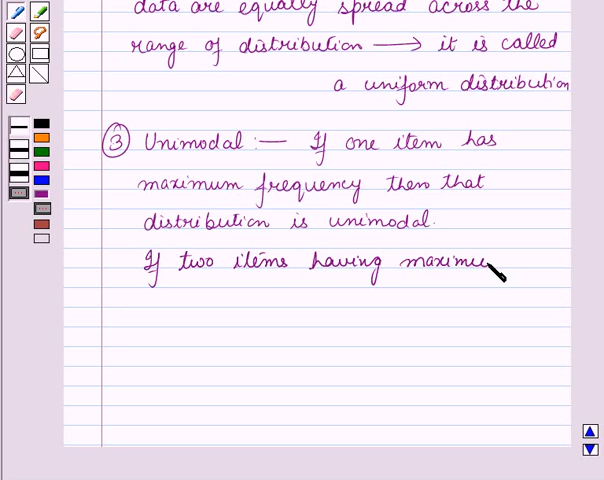 data are equally spread across the
range of distribution ⟶ it is called
a uniform distribution
③ Unimodal :— If one item has
maximum frequency then that
distribution is unimodal.
If two items having maximu